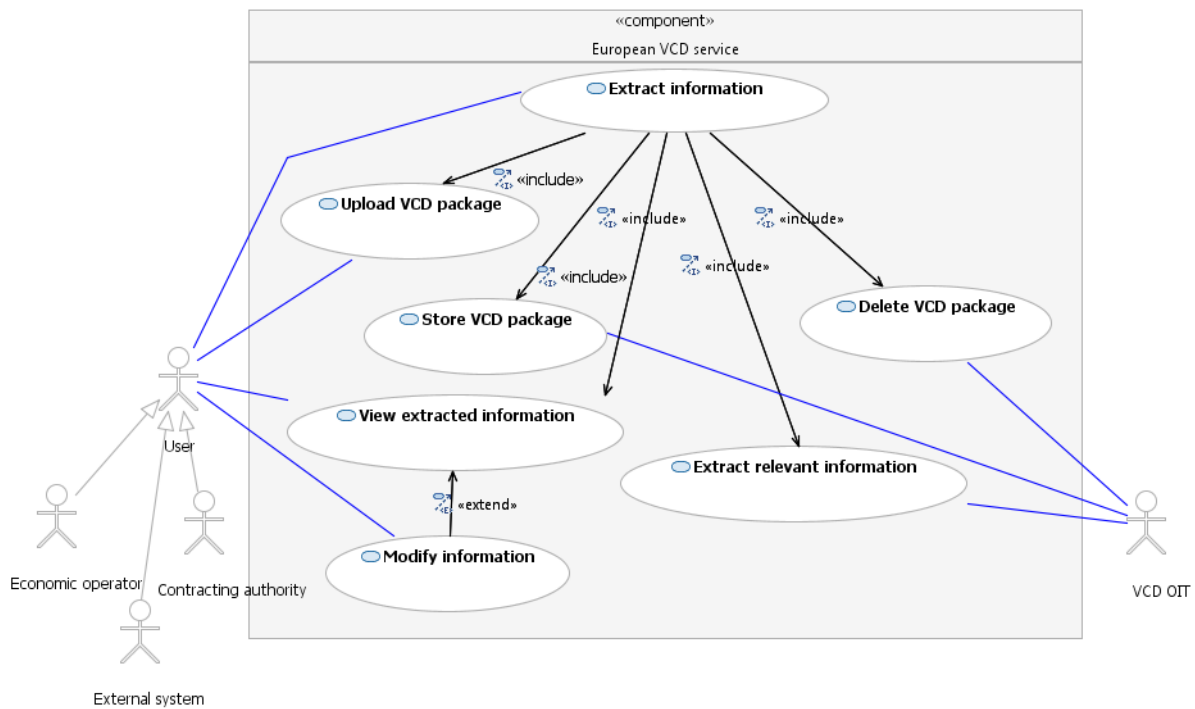 «component»
European VCD service
Extract information
«include»
Upload VCD package
«include»
«include»
«include»
«include»
Store VCD package
Delete VCD package
View extracted information
User
Extract relevant information
«extend»
Modify information
Economic operator
Contracting authority
VCD OIT
External system